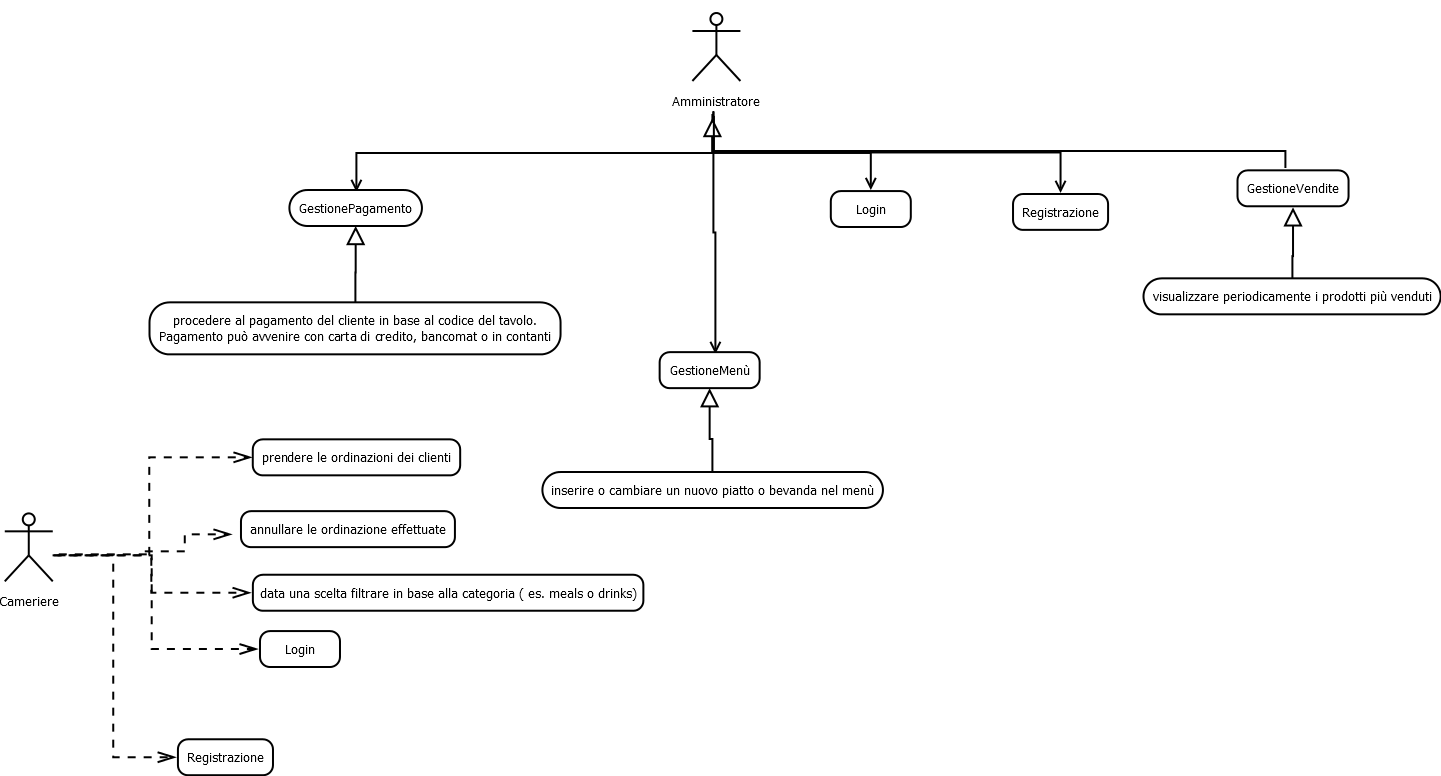 Amministratore
GestionePagamento
Login
Registrazione
GestioneVendite
procedere al pagamento del cliente in base al codice del tavolo.
Pagamento può avvenire con carta di credito, bancomat o in contanti
visualizzare periodicamente i prodotti più venduti
GestioneMenù
inserire o cambiare un nuovo piatto o bevanda nel menù
prendere le ordinazioni dei clienti
annullare le ordinazione effettuate
data una scelta filtrare in base alla categoria ( es. meals o drinks)
Cameriere
Login
Registrazione